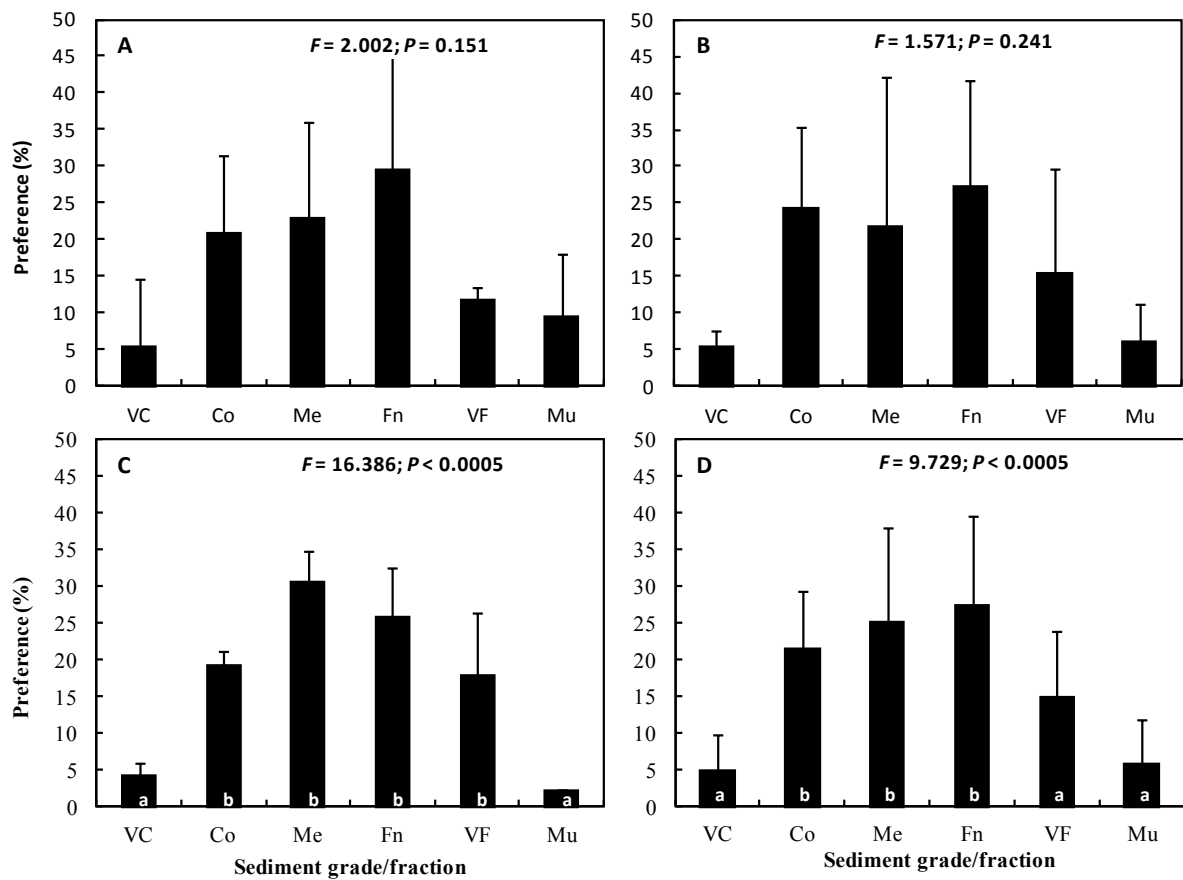 A
F = 2.002; P = 0.151
50
45
40
35
30
25
20
15
10
5
0
Preference (%)
VC Co Me Fn VF Mu
B
F = 1.571; P = 0.241
50
45
40
35
30
25
20
15
10
5
0
VC Co Me Fn VF Mu
C
F = 16.386; P < 0.0005
50
45
40
35
30
25
20
15
10
5
0
Preference (%)
a b b b b a
VC Co Me Fn VF Mu
Sediment grade/fraction
D
F = 9.729; P < 0.0005
50
45
40
35
30
25
20
15
10
5
0
a b b b a a
VC Co Me Fn VF Mu
Sediment grade/fraction